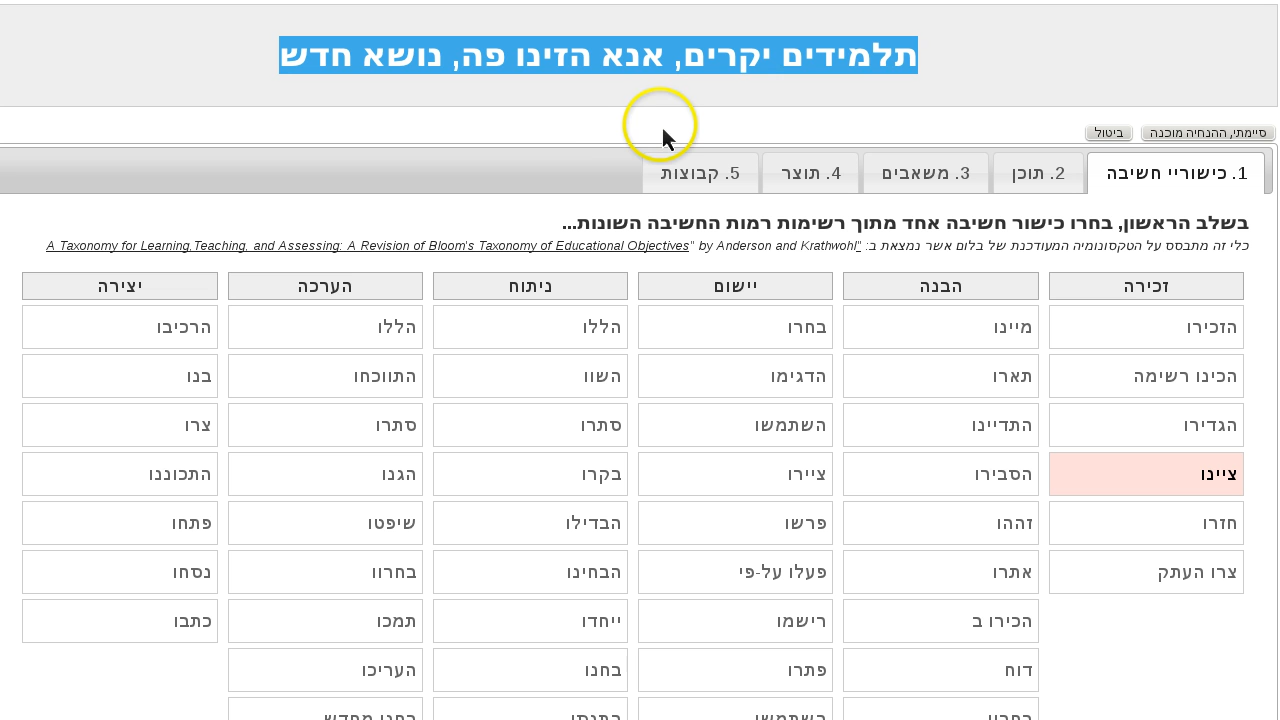 תלמידים יקרים, אנא הזינו פה, נושא חדש
סיימתי, ההנחיה מוכנה
ביטול
1. כישוריי חשיבה
2. תוכן
3. משאבים
4. תוצר
5. קבוצות
בשלב הראשון, בחרו כישור חשיבה אחד מתוך רשימות רמות החשיבה השונות...
כלי זה מתבסס על הטקסונומיה המעודכנת של בלום אשר נמצאת ב: "A Taxonomy for Learning,Teaching, and Assessing: A Revision of Bloom's Taxonomy of Educational Objectives" by Anderson and Krathwohl
זכירה
הבנה
יישום
ניתוח
הערכה
יצירה
הזכירו
מיינו
בחרו
הללו
הללו
הרכיבו
הכינו רשימה
תארו
הדגימו
השוו
התווכחו
בנו
הגדירו
התדיינו
השתמשו
סתרו
סתרו
צרו
ציינו
הסבירו
ציירו
בקרו
הגנו
התכוננו
חזרו
זההו
פרשו
הבדילו
שיפטו
פתחו
צרו העתק
אתרו
פעלו על-פי
הבחינו
בחרוו
נסחו
הכירו ב
רישמו
ייחדו
תמכו
כתבו
דוח
פתרו
בחנו
העריכו